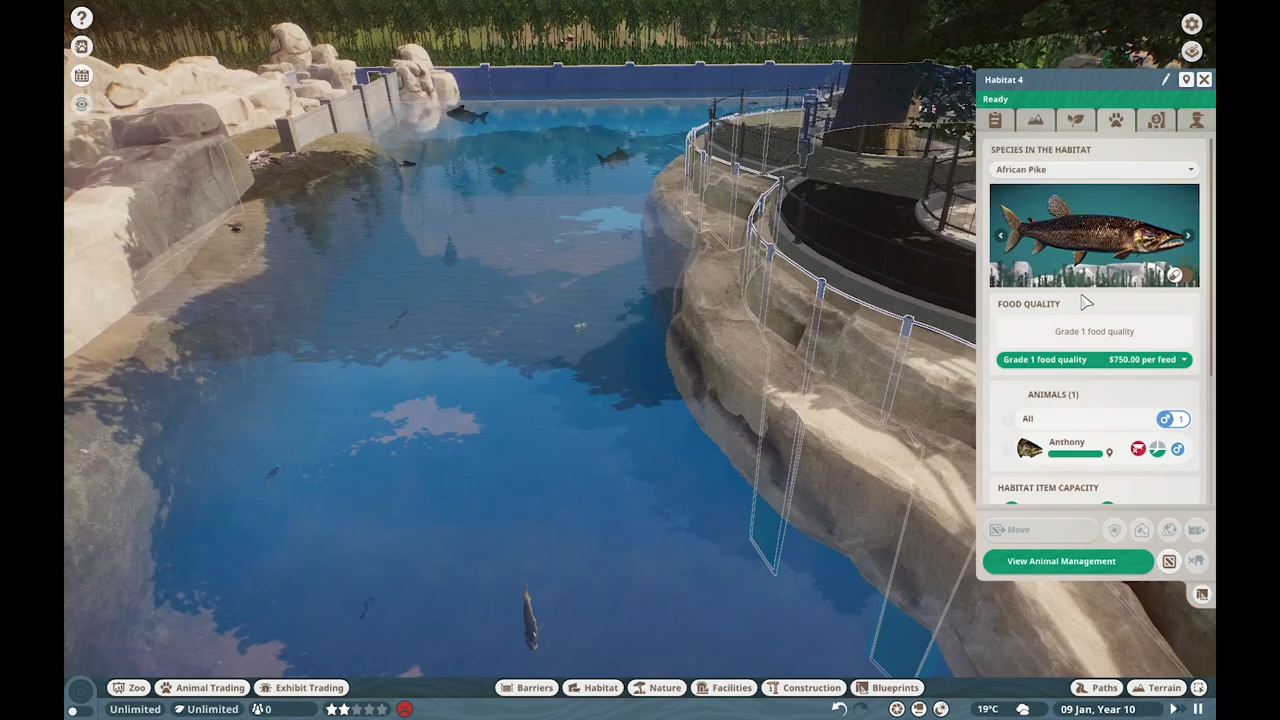 ?
Habitat 4
Ready
SPECIES IN THE HABITAT
African Pike
FOOD QUALITY
Grade 1 food quality
Grade 1 food quality $750.00 per feed
ANIMALS (1)
All 1
Anthony
HABITAT ITEM CAPACITY
Move
View Animal Management
Zoo Animal Trading Exhibit Trading Barriers Habitat Nature Facilities Construction Blueprints Paths Terrain
Unlimited Unlimited 0 19°C 09 Jan, Year 10